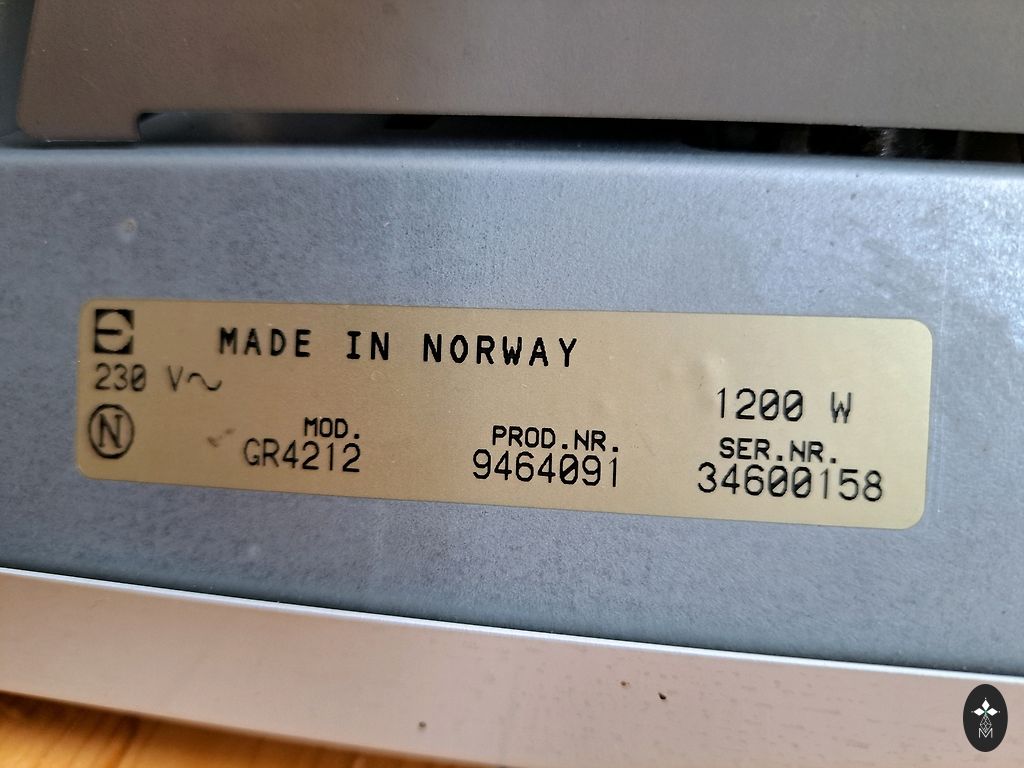 E MADE IN NORWAY
230 V~
1200 W
N
MOD. PROD.NR. SER.NR.
GR4212 9464091 34600158
M